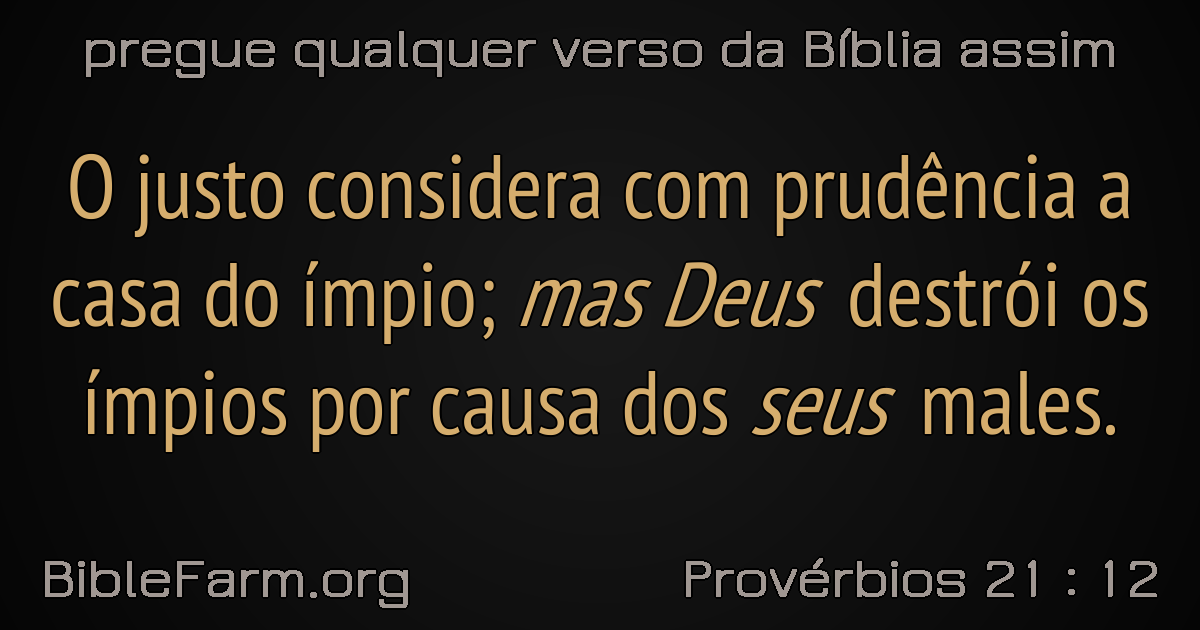 pregue qualquer verso da Bíblia assim
O justo considera com prudência a
casa do ímpio; mas Deus destrói os
ímpios por causa dos seus males.
BibleFarm.org
Provérbios 21 : 12